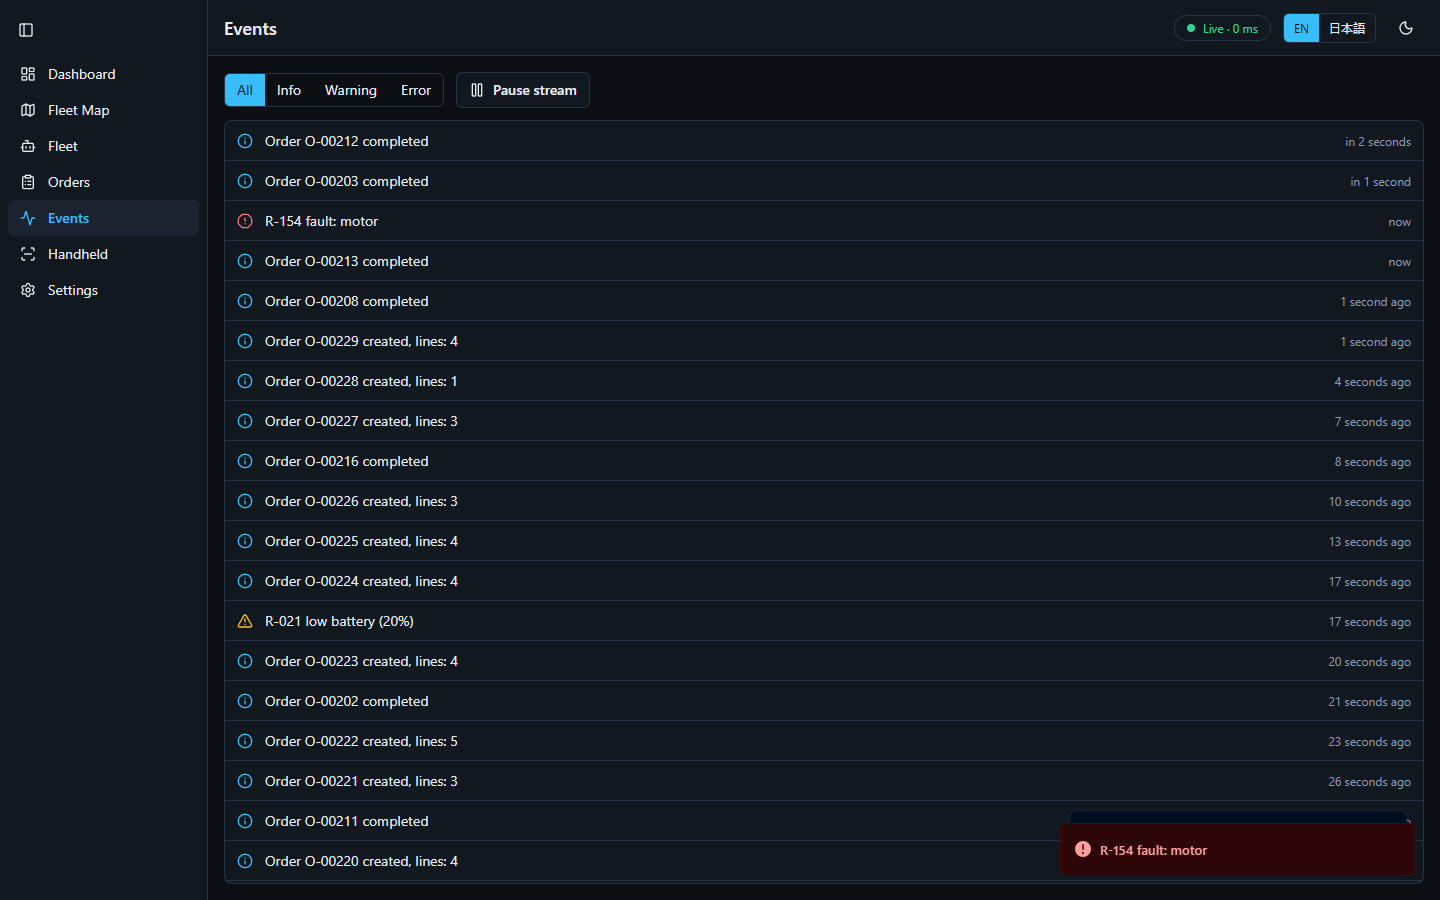 Events
Live · 0 ms
EN
日本語
Dashboard
Fleet Map
Fleet
Orders
Events
Handheld
Settings
All
Info
Warning
Error
Pause stream
Order O-00212 completed
in 2 seconds
Order O-00203 completed
in 1 second
R-154 fault: motor
now
Order O-00213 completed
now
Order O-00208 completed
1 second ago
Order O-00229 created, lines: 4
1 second ago
Order O-00228 created, lines: 1
4 seconds ago
Order O-00227 created, lines: 3
7 seconds ago
Order O-00216 completed
8 seconds ago
Order O-00226 created, lines: 3
10 seconds ago
Order O-00225 created, lines: 4
13 seconds ago
Order O-00224 created, lines: 4
17 seconds ago
R-021 low battery (20%)
17 seconds ago
Order O-00223 created, lines: 4
20 seconds ago
Order O-00202 completed
21 seconds ago
Order O-00222 created, lines: 5
23 seconds ago
Order O-00221 created, lines: 3
26 seconds ago
Order O-00211 completed
Order O-00220 created, lines: 4
R-154 fault: motor